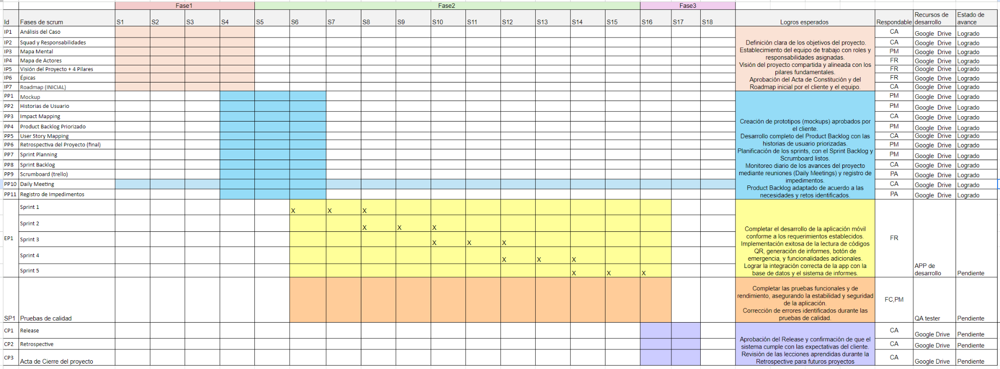 Fase1 Fase2 Fase3
Id Fases de scrum S1 S2 S3 S4 S5 S6 S7 S8 S9 S10 S11 S12 S13 S14 S15 S16 S17 S18 Logros esperados Respondable Recursos de desarrollo Estado de avance
IP1 Análisis del Caso CA Google Drive Logrado
IP2 Squad y Responsabilidades CA Google Drive Logrado
IP3 Mapa Mental PM Google Drive Logrado
IP4 Mapa de Actores FR Google Drive Logrado
IP5 Visión del Proyecto + 4 Pilares FR Google Drive Logrado
IP6 Épicas FR Google Drive Logrado
IP7 Roadmap (INICIAL) CA Google Drive Logrado
Definición clara de los objetivos del proyecto.
Establecimiento del equipo de trabajo con roles y
responsabilidades asignadas.
Visión del proyecto compartida y alineada con los
pilares fundamentales.
Aprobación del Acta de Constitución y del
Roadmap inicial por el cliente y el equipo.
PP1 Mockup PM Google Drive Logrado
PP2 Historias de Usuario PM Google Drive Logrado
PP3 Impact Mapping CA Google Drive Logrado
PP4 Product Backlog Priorizado PM Google Drive Logrado
PP5 User Story Mapping CA Google Drive Logrado
PP6 Retrospectiva del Proyecto (final) PM Google Drive Logrado
PP7 Sprint Planning PM Google Drive Logrado
PP8 Sprint Backlog CA Google Drive Logrado
PP9 Scrumboard (trello) PA Google Drive Logrado
PP10 Daily Meeting CA Google Drive Logrado
PP11 Registro de Impedimentos PA Google Drive Logrado
Creación de prototipos (mockups) aprobados por
el cliente.
Desarrollo completo del Product Backlog con las
historias de usuario priorizadas.
Planificación de los sprints, con el Sprint Backlog y
Scrumboard listos.
Monitoreo diario de los avances del proyecto
mediante reuniones (Daily Meetings) y registro de
impedimentos.
Product Backlog adaptado de acuerdo a las
necesidades y retos identificados.
EP1
Sprint 1 X X X
Sprint 2 X X X
Sprint 3 X X X
Sprint 4 X X X
Sprint 5 X X X
Completar el desarrollo de la aplicación móvil
conforme a los requerimientos establecidos.
Implementación exitosa de la lectura de códigos
QR, generación de informes, botón de
emergencia, y funcionalidades adicionales.
Lograr la integración correcta de la app con la
base de datos y el sistema de informes.
FR
APP de
desarrollo
Pendiente
SP1 Pruebas de calidad
Completar las pruebas funcionales y de
rendimiento, asegurando la estabilidad y seguridad
de la aplicación.
Corrección de errores identificados durante las
pruebas de calidad.
FC,PM
QA tester Pendiente
CP1 Release CA Google Drive Pendiente
CP2 Retrospective CA Google Drive Pendiente
CP3 Acta de Cierre del proyecto CA Google Drive Pendiente
Aprobación del Release y confirmación de que el
sistema cumple con las expectativas del cliente.
Revisión de las lecciones aprendidas durante la
Retrospective para futuros proyectos